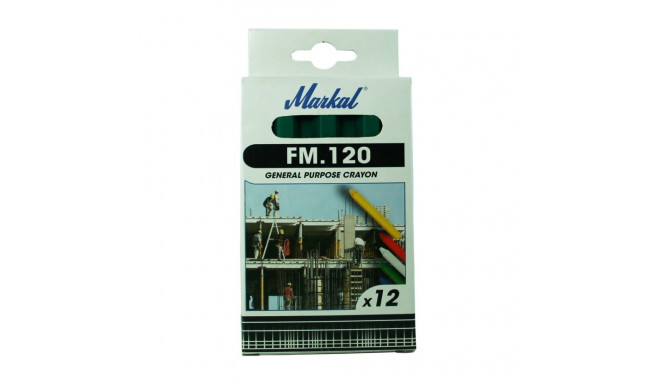 Markal®
FM.120
GENERAL PURPOSE CRAYON
x12